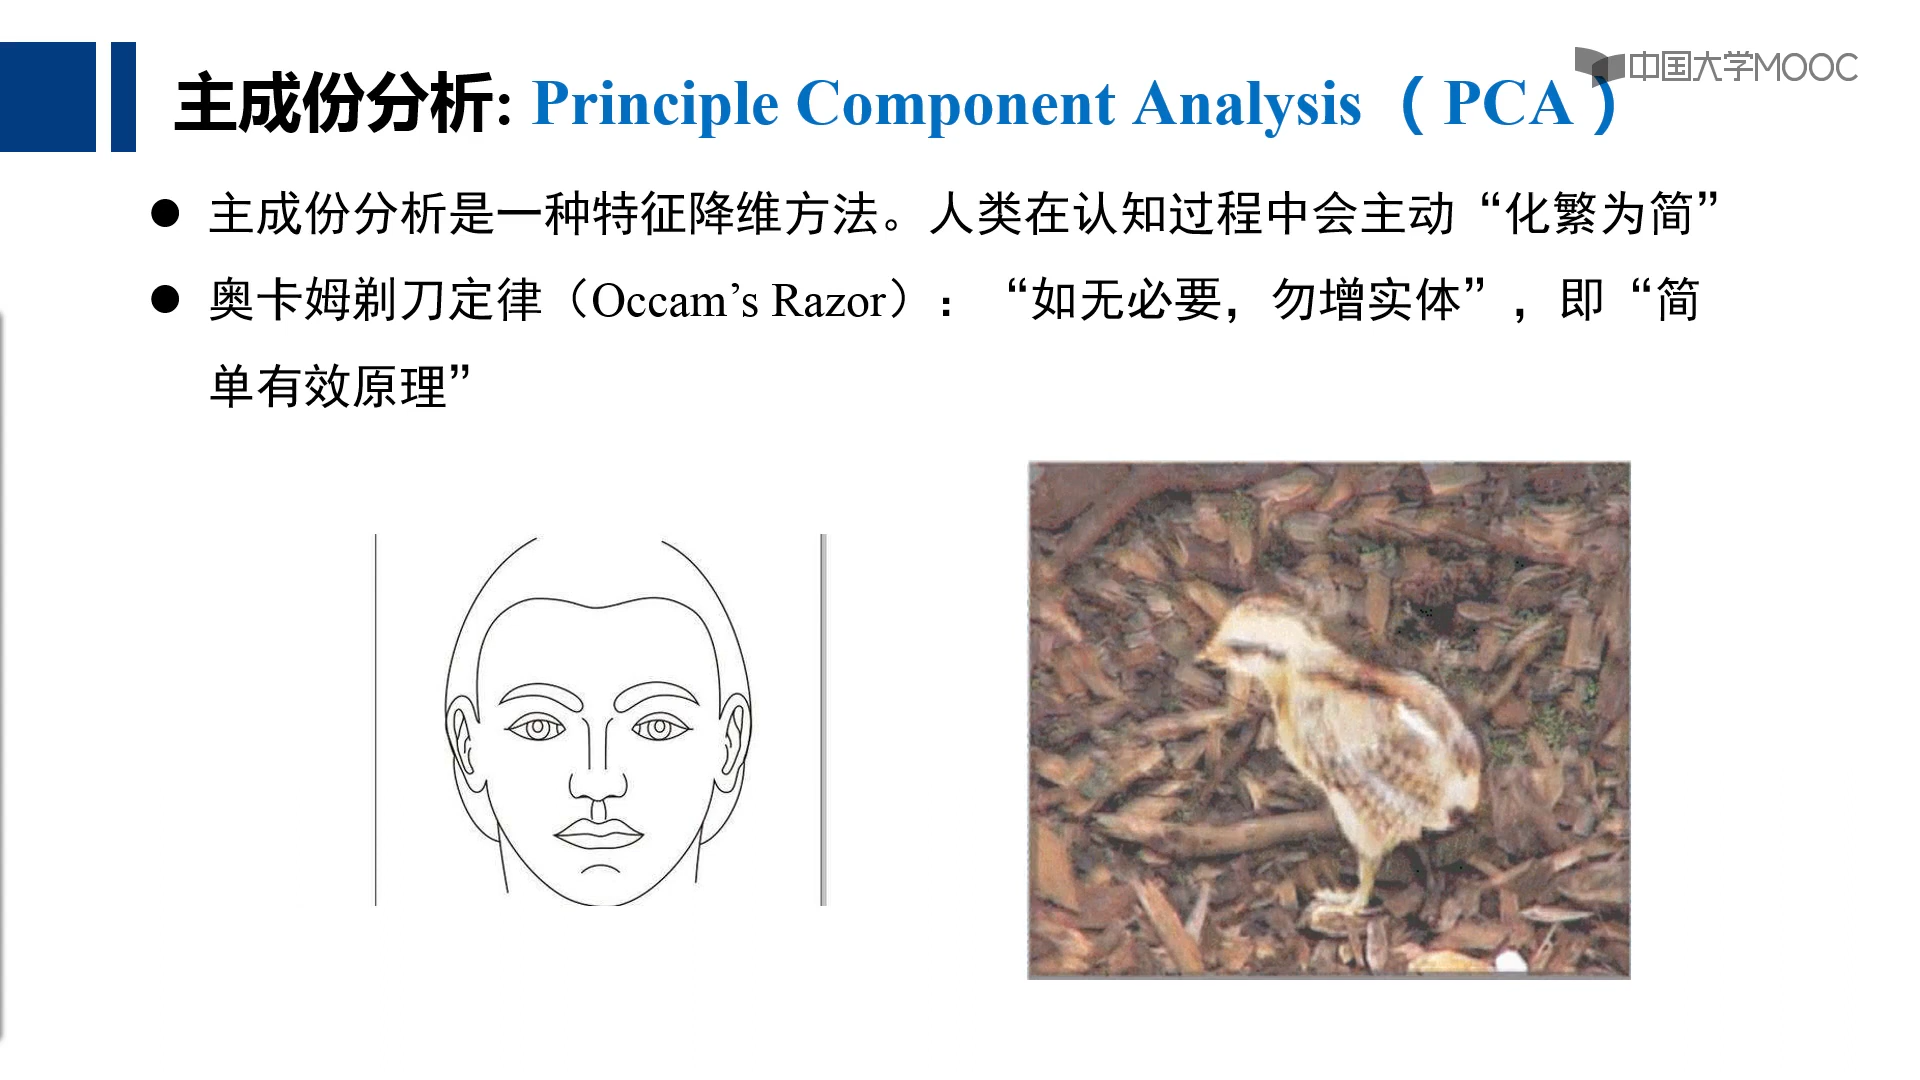 中国大学MOOC
主成份分析: Principle Component Analysis（PCA）
● 主成份分析是一种特征降维方法。人类在认知过程中会主动“化繁为简”
● 奥卡姆剃刀定律（Occam’s Razor）：“如无必要，勿增实体”，即“简
单有效原理”